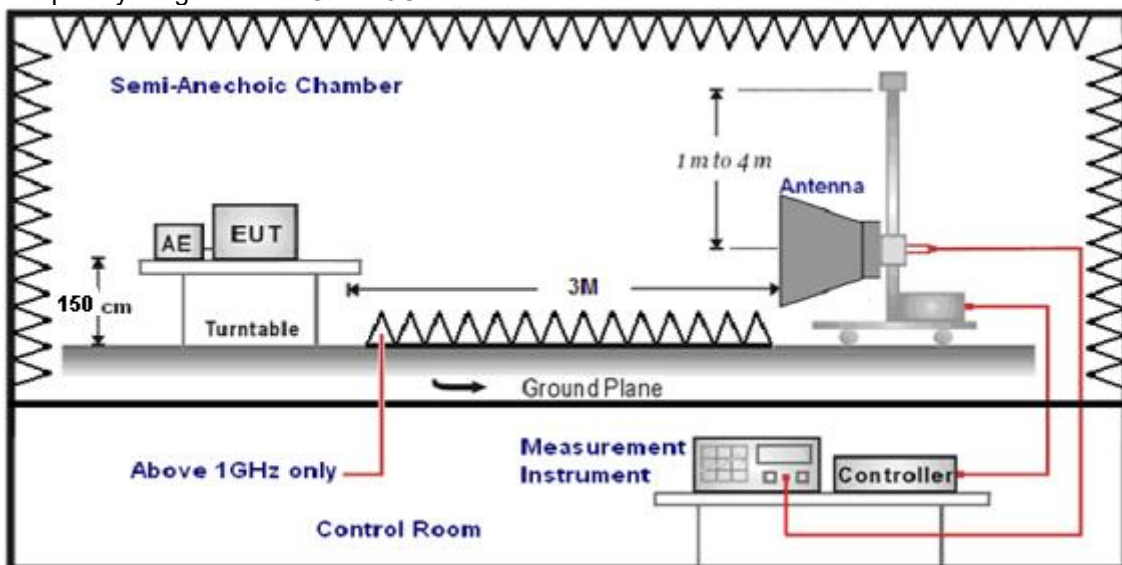 Semi-Anechoic Chamber
1 m to 4 m
Antenna
AE
EUT
150 cm
3M
Turntable
Ground Plane
Above 1GHz only
Measurement
Instrument
Controller
Control Room